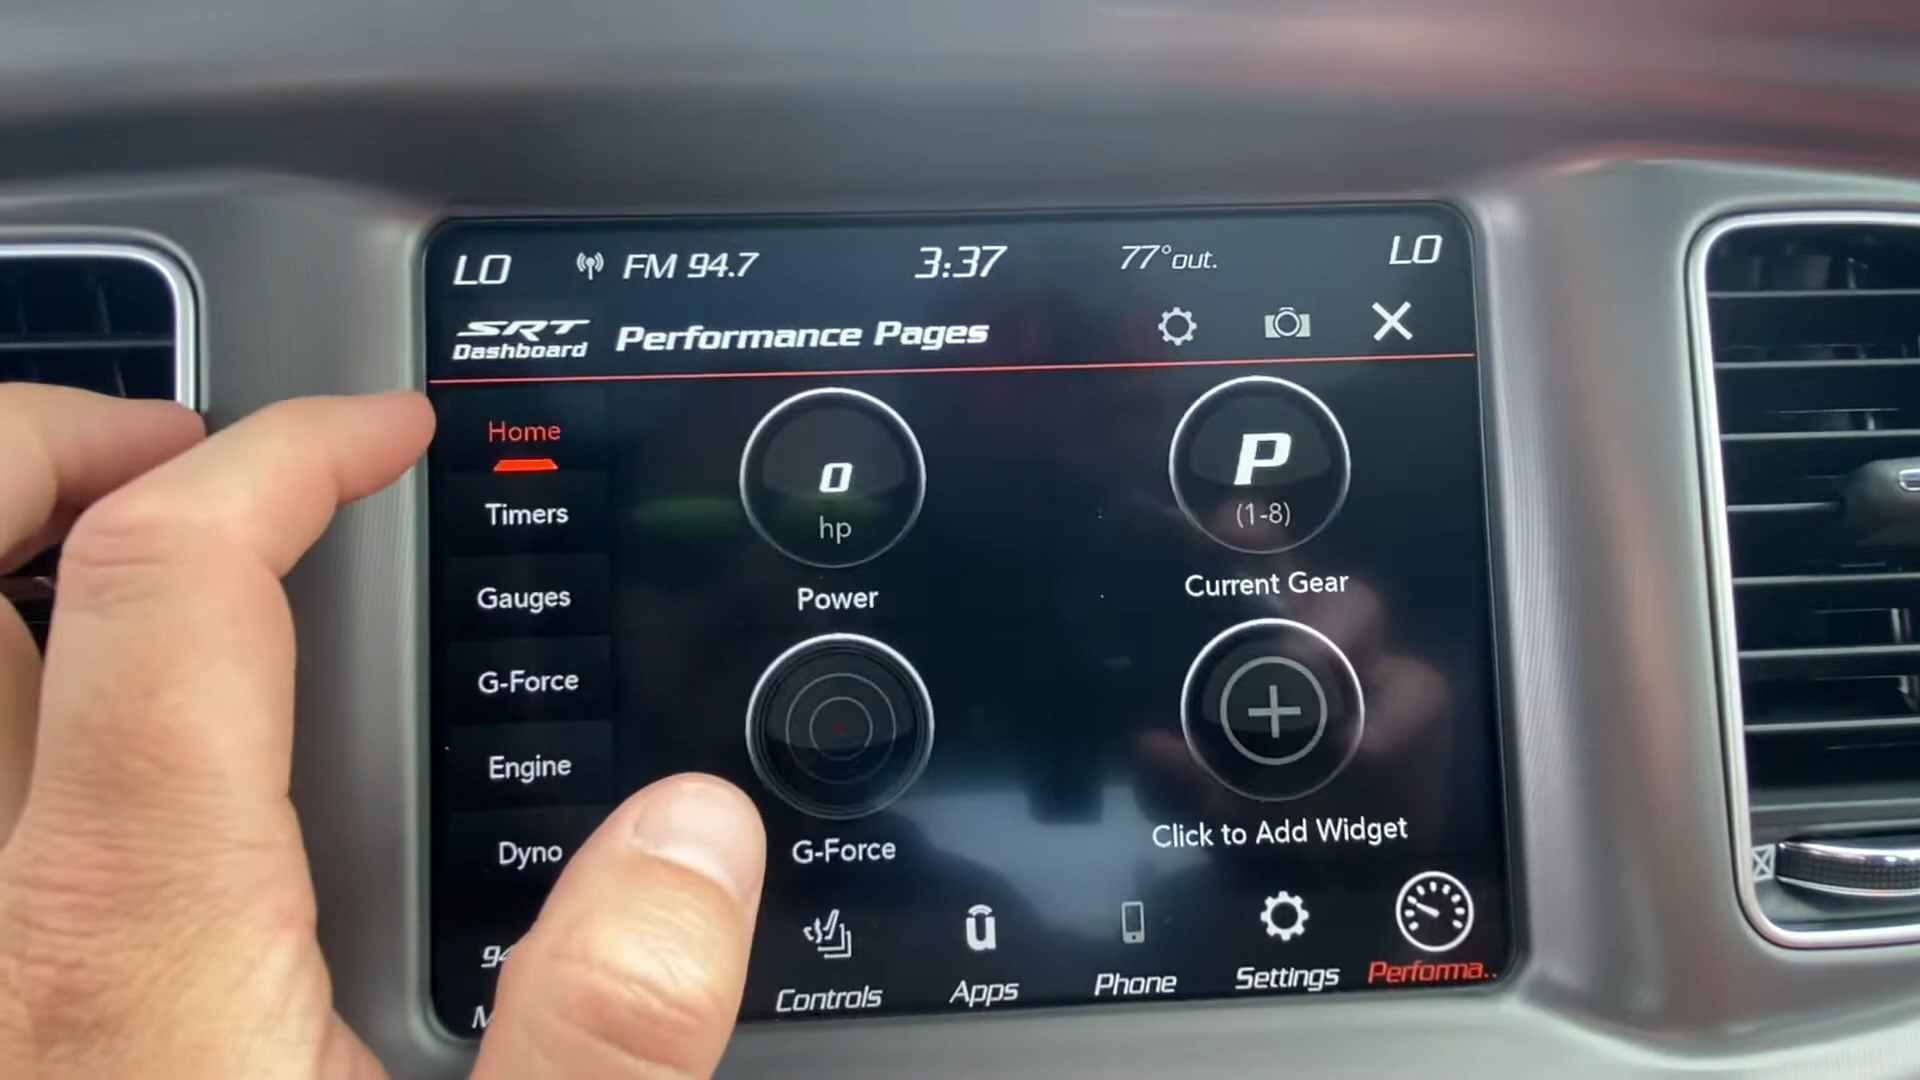 LO FM 94.7 3:37 77°out. LO
SRT
Dashboard
Performance Pages
Home
Timers
Gauges
G-Force
Engine
Dyno
0
hp
Power
P
(1-8)
Current Gear
G-Force
Click to Add Widget
Controls
Apps
Phone
Settings
Performa..